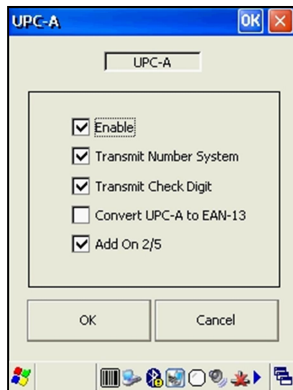 UPC-A OK
UPC-A
Enable
Transmit Number System
Transmit Check Digit
Convert UPC-A to EAN-13
Add On 2/5
OK Cancel